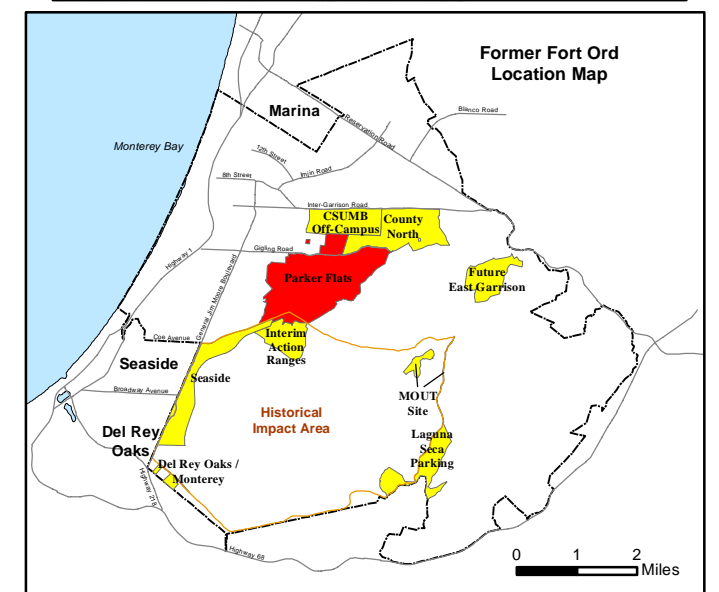 Former Fort Ord
Location Map
Marina
Blanco Road
Reservation Road
Monterey Bay
12th Street
Imjin Road
8th Street
Inter-Garrison Road
CSUMB
Off-Campus
County
North
Gigling Road
Highway 1
General Jim Moore Boulevard
Parker Flats
Future
East Garrison
Coe Avenue
Interim
Action
Ranges
Seaside
Seaside
Broadway Avenue
MOUT
Site
Historical
Impact Area
Del Rey
Oaks
Laguna
Seca
Parking
Del Rey Oaks /
Monterey
Highway 218
Highway 68
0 1 2
Miles